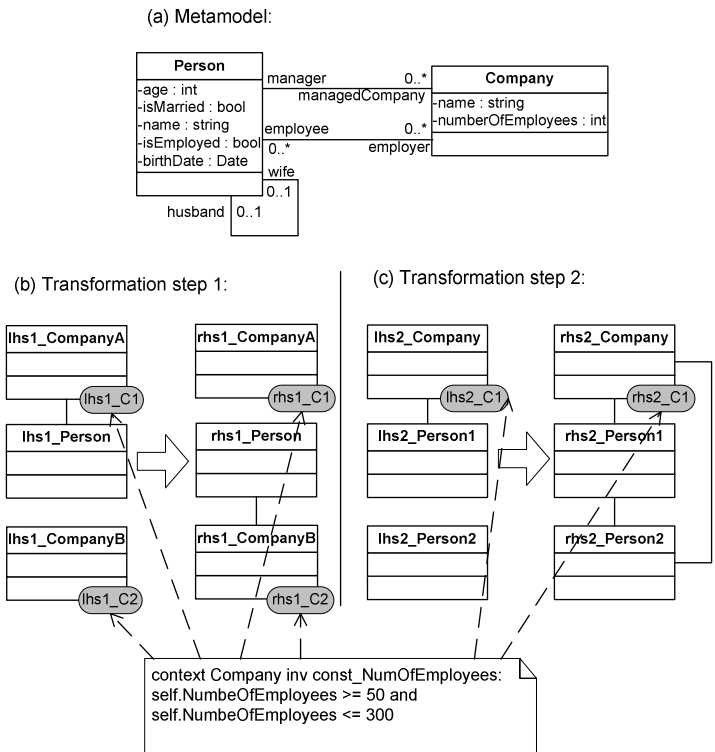 (a) Metamodel:
Person
-age : int
-isMarried : bool
-name : string
-isEmployed : bool
-birthDate : Date
manager
0..*
managedCompany
employee
0..*
0..*
employer
wife
0..1
husband
0..1
Company
-name : string
-numberOfEmployees : int
(b) Transformation step 1:
lhs1_CompanyA
lhs1_C1
lhs1_Person
lhs1_CompanyB
lhs1_C2
rhs1_CompanyA
rhs1_C1
rhs1_Person
rhs1_CompanyB
rhs1_C2
(c) Transformation step 2:
lhs2_Company
lhs2_C1
lhs2_Person1
lhs2_Person2
rhs2_Company
rhs2_C1
rhs2_Person1
rhs2_Person2
context Company inv const_NumOfEmployees:
self.NumbeOfEmployees >= 50 and
self.NumbeOfEmployees <= 300